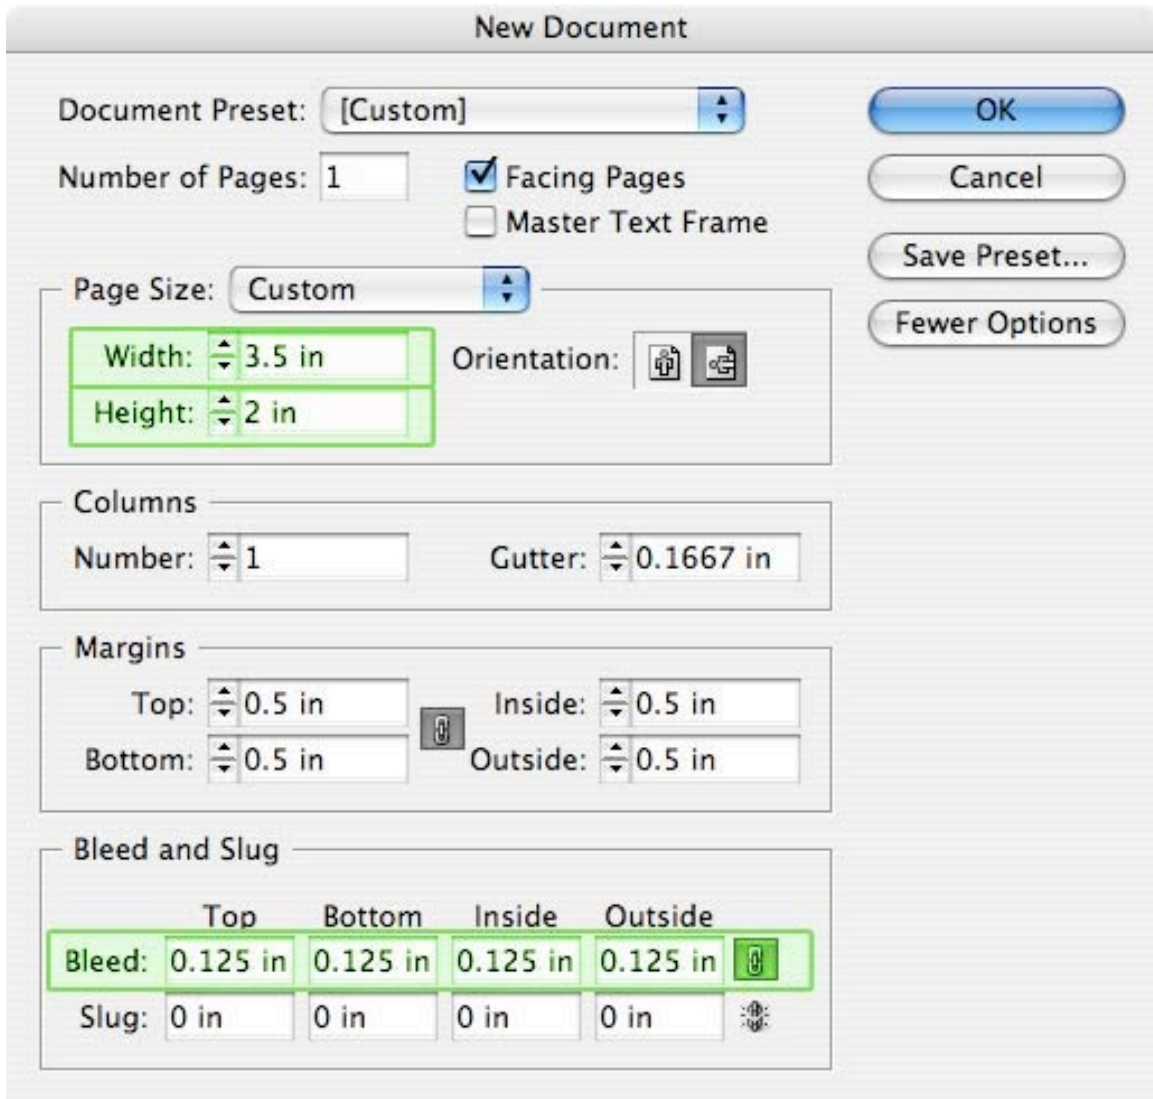 New Document
Document Preset: [Custom]
OK
Number of Pages: 1
Facing Pages
Cancel
Master Text Frame
Save Preset...
Page Size: Custom
Fewer Options
Width: 3.5 in
Orientation:
Height: 2 in
Columns
Number: 1
Gutter: 0.1667 in
Margins
Top: 0.5 in
Inside: 0.5 in
Bottom: 0.5 in
Outside: 0.5 in
Bleed and Slug
Top Bottom Inside Outside
Bleed: 0.125 in 0.125 in 0.125 in 0.125 in
Slug: 0 in 0 in 0 in 0 in